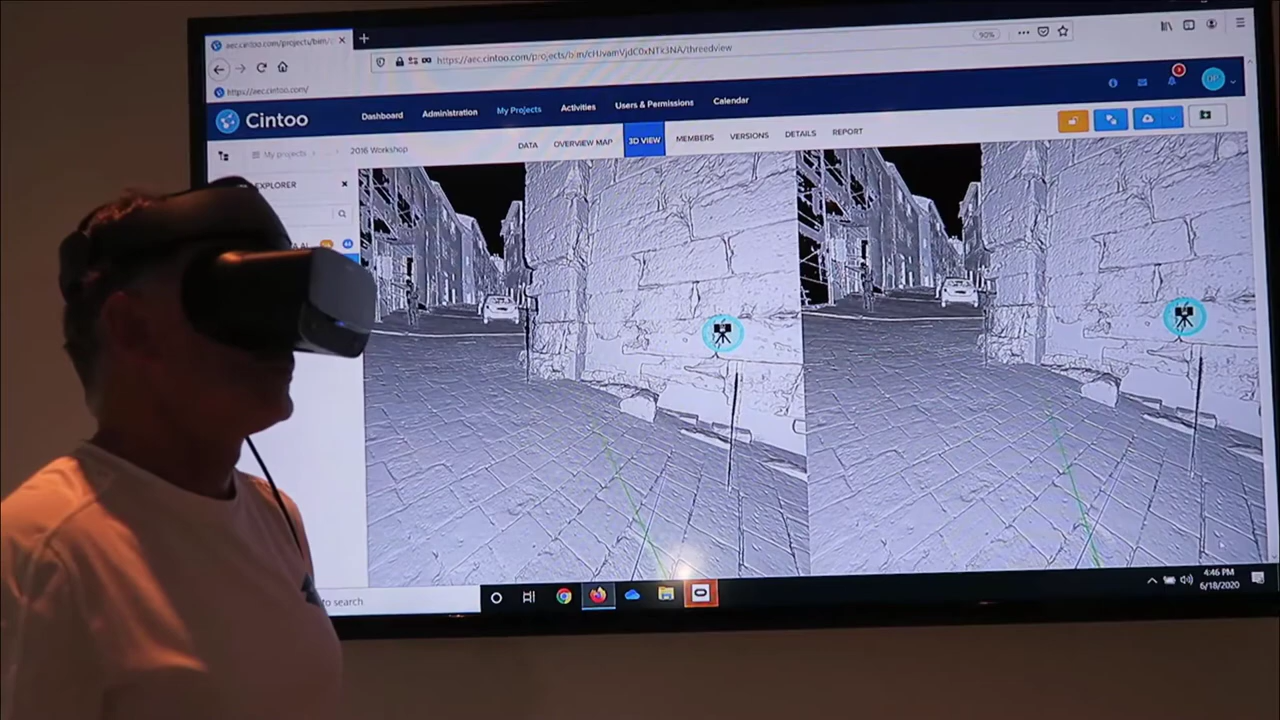 aec.cintoo.com/projects/bim/c
90%
https://aec.cintoo.com/projects/bim/cHJvamVjdC0xNTk3NA/threedview
https://aec.cintoo.com/
Cintoo
Dashboard
Administration
My Projects
Activities
Users & Permissions
Calendar
DP
My projects
2016 Workshop
DATA
OVERVIEW MAP
3D VIEW
MEMBERS
VERSIONS
DETAILS
REPORT
EXPLORER
to search
4:46 PM
6/18/2020